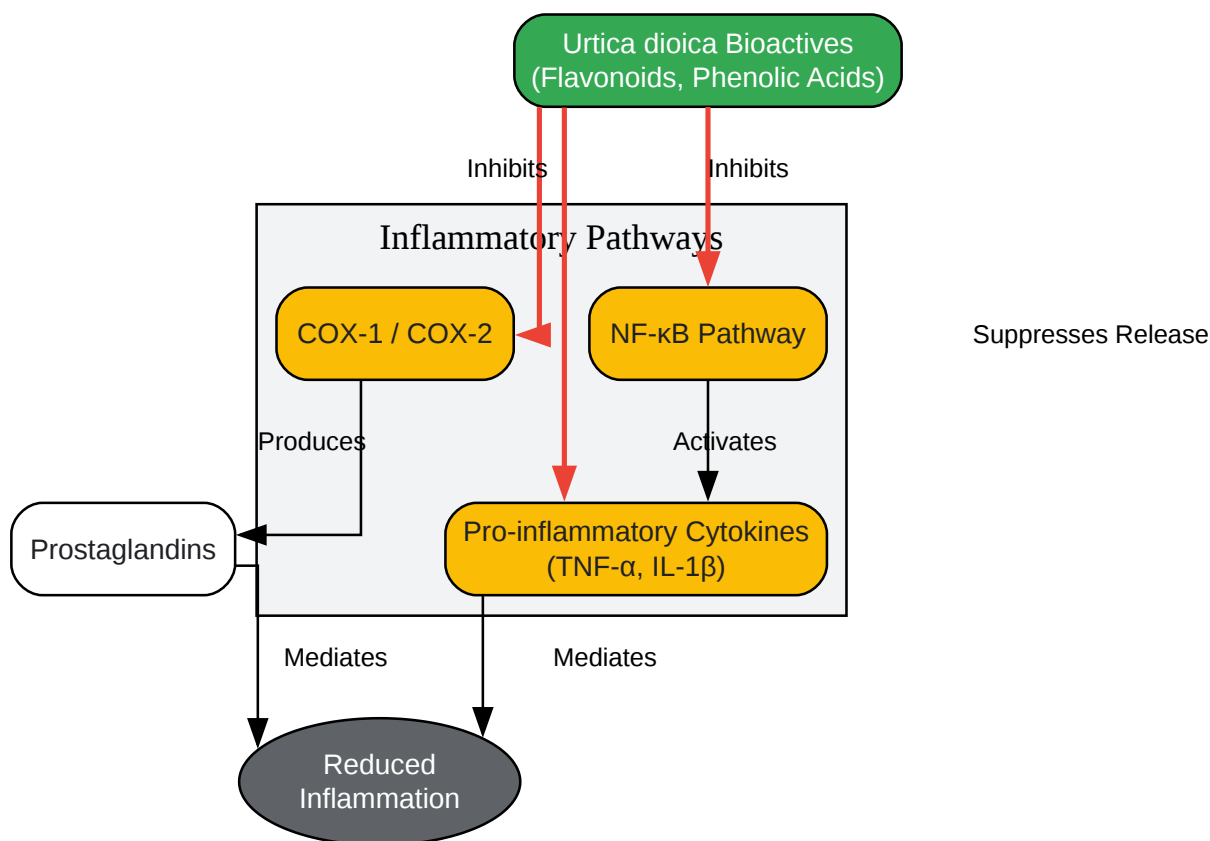 Urtica dioica Bioactives
(Flavonoids, Phenolic Acids)
Inhibits
Inhibits
Inflammatory Pathways
COX-1 / COX-2
NF-κB Pathway
Suppresses Release
Produces
Activates
Prostaglandins
Pro-inflammatory Cytokines
(TNF-α, IL-1β)
Mediates
Mediates
Reduced
Inflammation